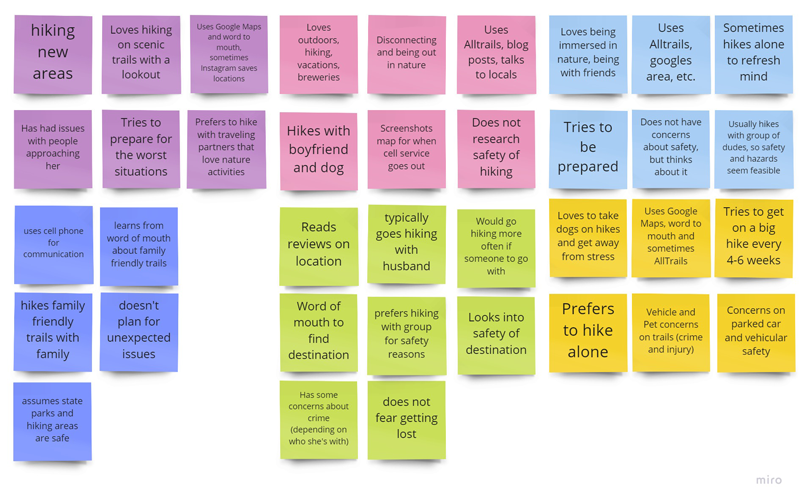 hiking
new
areas
Loves hiking
on scenic
trails with a
lookout
Uses Google Maps
and word to
mouth,
sometimes
Instagram saves
locations
Has had issues
with people
approaching
her
Tries to
prepare for
the worst
situations
Prefers to hike
with traveling
partners that
love nature
activities
Loves
outdoors,
hiking,
vacations,
breweries
Disconnecting
and being out
in nature
Uses
Alltrails, blog
posts, talks
to locals
Hikes with
boyfriend
and dog
Screenshots
map for when
cell service
goes out
Does not
research
safety of
hiking
Loves being
immersed in
nature, being
with friends
Uses
Alltrails,
googles
area, etc.
Sometimes
hikes alone
to refresh
mind
Tries to
be
prepared
Does not have
concerns
about safety,
but thinks
about it
Usually hikes
with group of
dudes, so safety
and hazards
seem feasible
uses cell phone
for
communication
learns from
word of mouth
about family
friendly trails
hikes family
friendly
trails with
family
doesn't
plan for
unexpected
issues
assumes state
parks and
hiking areas
are safe
Reads
reviews on
location
typically
goes hiking
with
husband
Would go
hiking more
often if
someone to go
with
Word of
mouth to
find
destination
prefers hiking
with group
for safety
reasons
Looks into
safety of
destination
Has some
concerns about
crime
(depending on
who she's with)
does not
fear getting
lost
Loves to take
dogs on hikes
and get away
from stress
Uses Google
Maps, word to
mouth and
sometimes
AllTrails
Tries to get
on a big
hike every
4-6 weeks
Prefers
to hike
alone
Vehicle and
Pet concerns
on trails (crime
and injury)
Concerns on
parked car
and vehicular
safety
miro